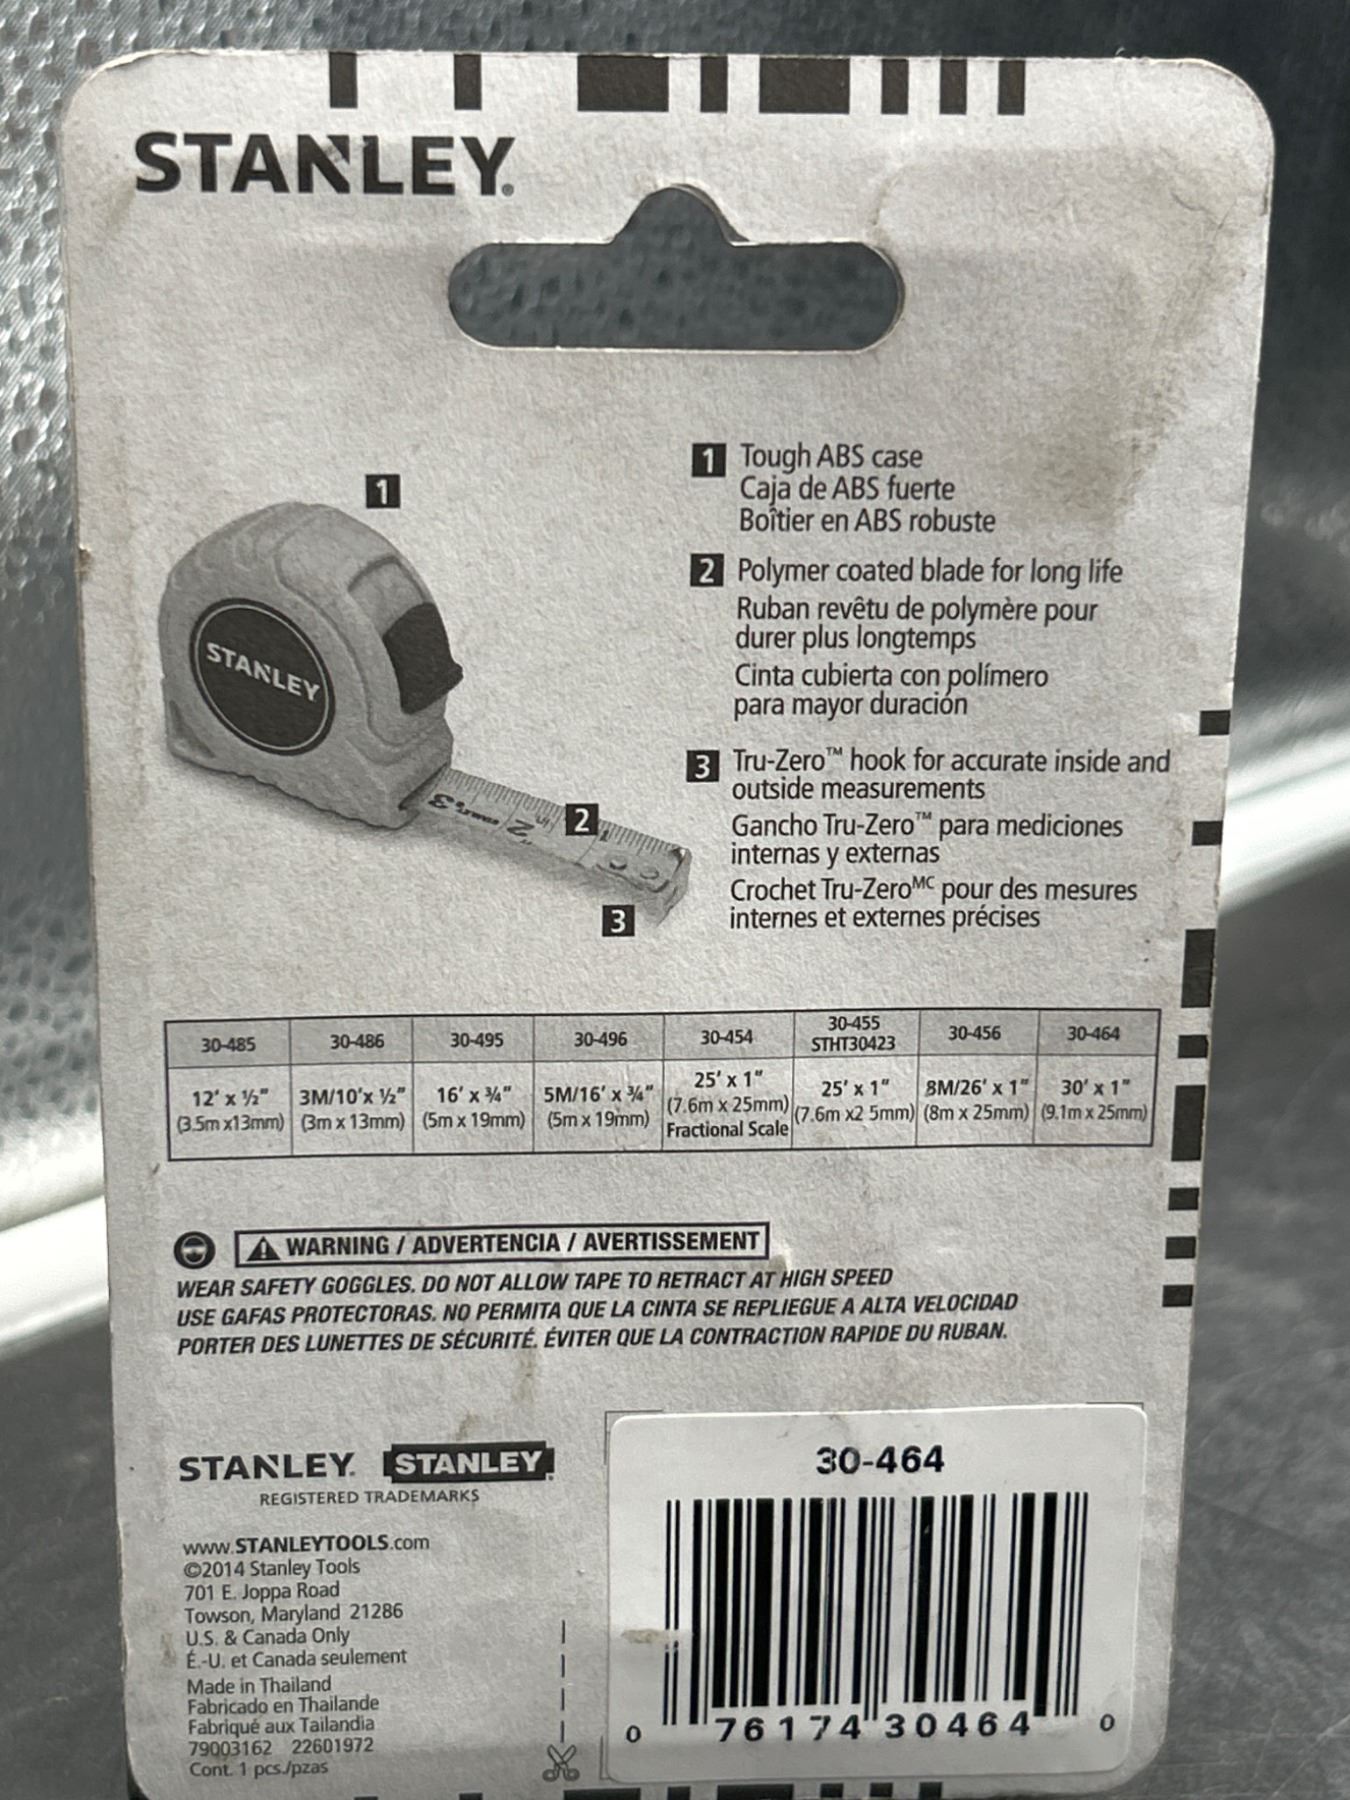 STANLEY®
1
1 Tough ABS case
Caja de ABS fuerte
Boîtier en ABS robuste
2 Polymer coated blade for long life
Ruban revêtu de polymère pour
durer plus longtemps
Cinta cubierta con polímero
para mayor duración
STANLEY
3 2 2 1
3
3 Tru-Zero™ hook for accurate inside and
outside measurements
Gancho Tru-Zero™ para mediciones
internas y externas
Crochet Tru-Zero MC pour des mesures
internes et externes précises
30-485 30-486 30-495 30-496 30-454 30-455 STHT30423 30-456 30-464
12' x ½" 3M/10'x ½" 16' x ¾" 5M/16' x ¾" 25' x 1" 25' x 1" 8M/26' x 1" 30' x 1"
(3.5m x13mm) (3m x 13mm) (5m x 19mm) (5m x 19mm) (7.6m x 25mm) (7.6m x2 5mm) (8m x 25mm) (9.1m x 25mm)
Fractional Scale
WARNING / ADVERTENCIA / AVERTISSEMENT
WEAR SAFETY GOGGLES. DO NOT ALLOW TAPE TO RETRACT AT HIGH SPEED
USE GAFAS PROTECTORAS. NO PERMITA QUE LA CINTA SE REPLIEGUE A ALTA VELOCIDAD
PORTER DES LUNETTES DE SÉCURITÉ. ÉVITER QUE LA CONTRACTION RAPIDE DU RUBAN.
STANLEY. STANLEY®
REGISTERED TRADEMARKS
www.STANLEYTOOLS.com
©2014 Stanley Tools
701 E. Joppa Road
Towson, Maryland 21286
U.S. & Canada Only
É.-U. et Canada seulement
Made in Thailand
Fabricado en Thailande
Fabriqué aux Tailandia
79003162 22601972
Cont. 1 pcs./pzas
30-464
0 76174 30464 0